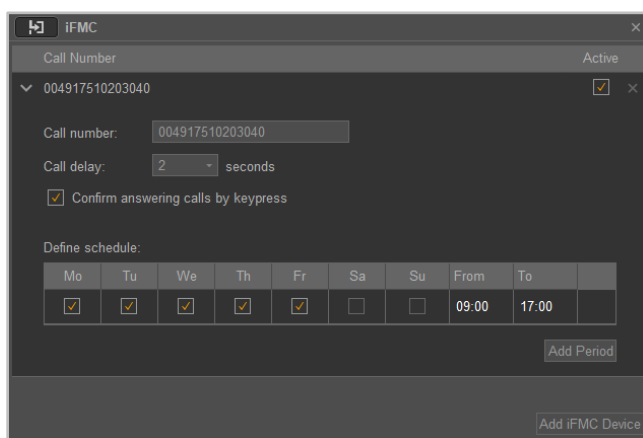 iFMC
Call Number Active
004917510203040
Call number: 004917510203040
Call delay: 2 seconds
Confirm answering calls by keypress
Define schedule:
Mo Tu We Th Fr Sa Su From To
09:00 17:00
Add Period
Add iFMC Device